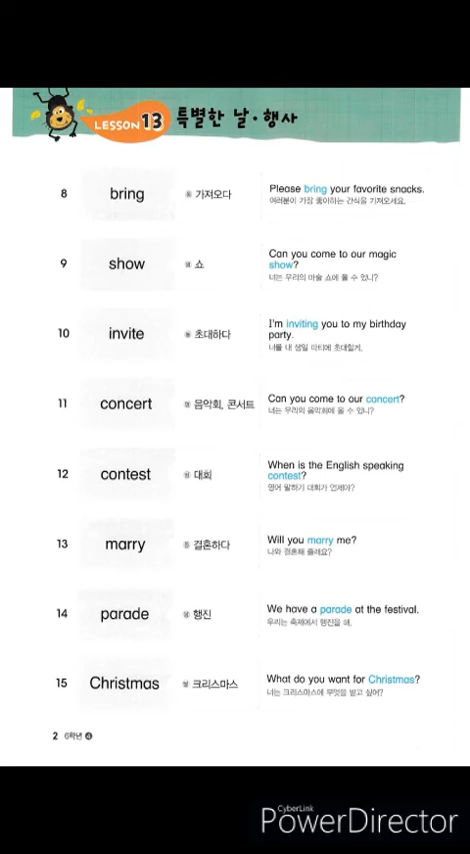 LESSON 13 특별한 날·행사
8 bring 동 가져오다 Please bring your favorite snacks.
여러분이 가장 좋아하는 간식을 가져오세요.
9 show 명 쇼 Can you come to our magic
show?
너는 우리의 마술 쇼에 올 수 있니?
10 invite 동 초대하다 I'm inviting you to my birthday
party.
너를 내 생일 파티에 초대할게.
11 concert 명 음악회, 콘서트 Can you come to our concert?
너는 우리의 음악회에 올 수 있니?
12 contest 명 대회 When is the English speaking
contest?
영어 말하기 대회가 언제야?
13 marry 동 결혼하다 Will you marry me?
나와 결혼해 줄래요?
14 parade 명 행진 We have a parade at the festival.
우리는 축제에서 행진을 해.
15 Christmas 명 크리스마스 What do you want for Christmas?
너는 크리스마스에 무엇을 받고 싶어?
2 6학년 ④
CyberLink
PowerDirector